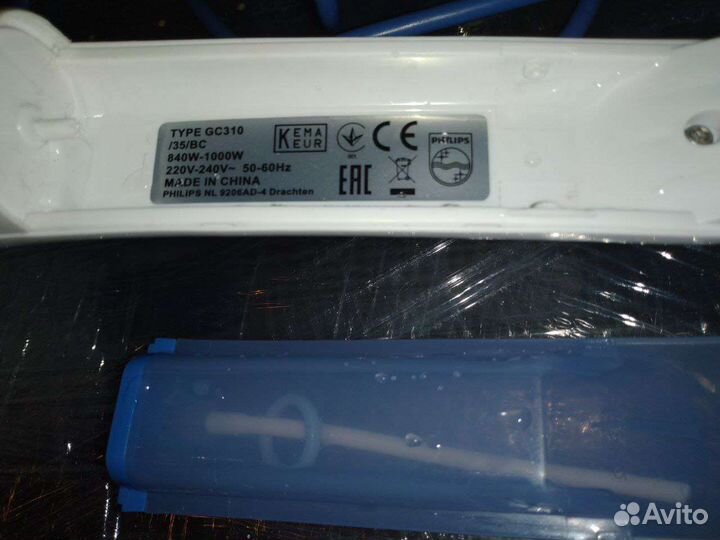 TYPE GC310
/35/BC
840W-1000W
220V-240V~ 50-60Hz
MADE IN CHINA
PHILIPS NL 9206AD-4 Drachten
KEMA
EUR
CE
EAC
PHILIPS
Avito